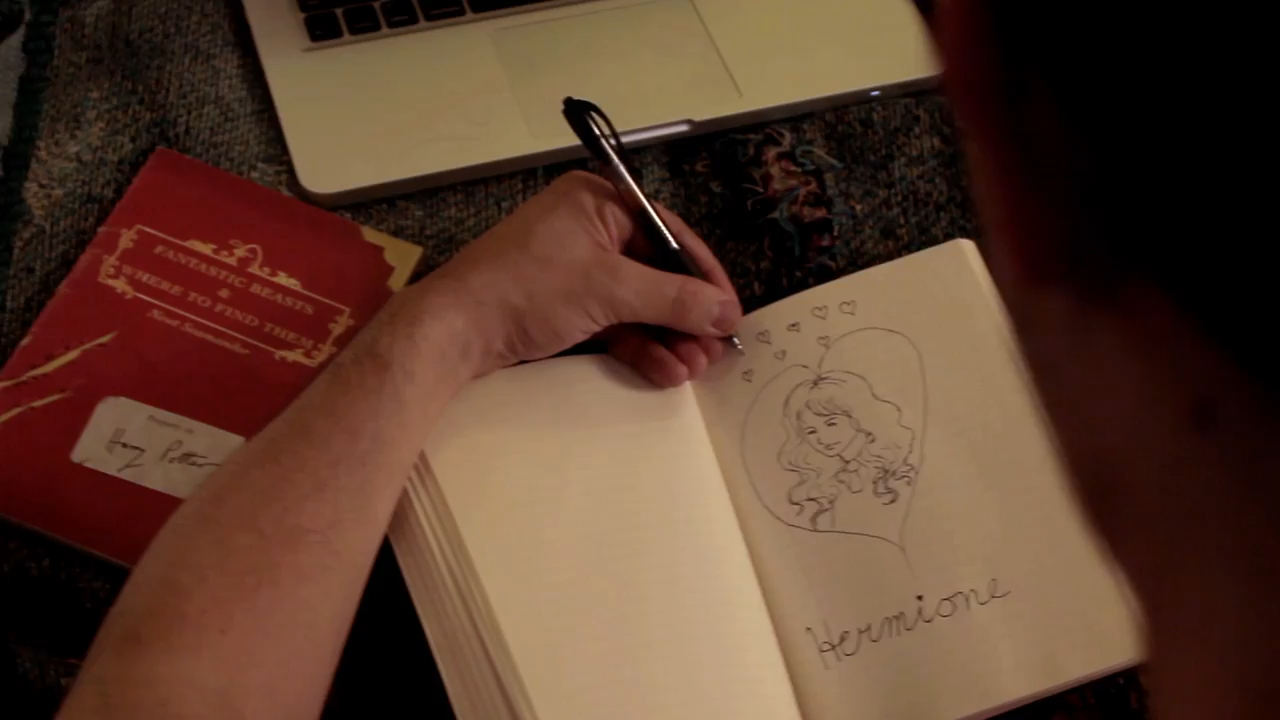 FANTASTIC BEASTS
&
WHERE TO FIND THEM
Newt Scamander
Harry Potter
Hermione